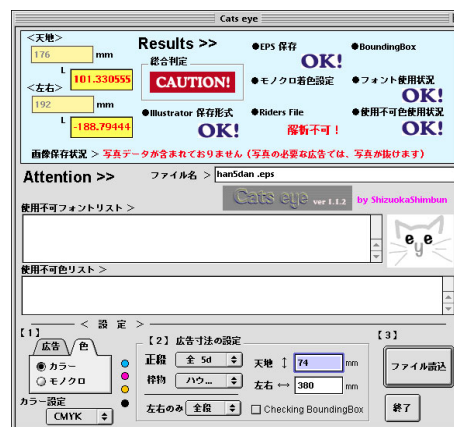 Cats eye
<天地>
176 mm
L 101.330555
<左右>
192 mm
L -188.79444
Results >>
総合判定
CAUTION!
●Illustrator 保存形式
OK!
●EPS 保存
OK!
●モノクロ着色設定
●Riders File
解析不可！
●BoundingBox
●フォント使用状況
OK!
●使用不可色使用状況
OK!
画像保存状況 > 写真データが含まれておりません（写真の必要な広告では、写真が抜けます）
Attention >>
ファイル名 > han5dan .eps
Cats eye ver 1.1.2 by ShizuokaShimbun
使用不可フォントリスト >
eye
使用不可色リスト >
< 設 定 >
【1】
広告 色
カラー
モノクロ
カラー設定
CMYK
【2】広告寸法の設定
正段 全 5d 天地 ↕ 74 mm
枠物 ハウ... 左右 ↔ 380 mm
左右のみ 全段 Checking BoundingBox
【3】
ファイル読込
終了